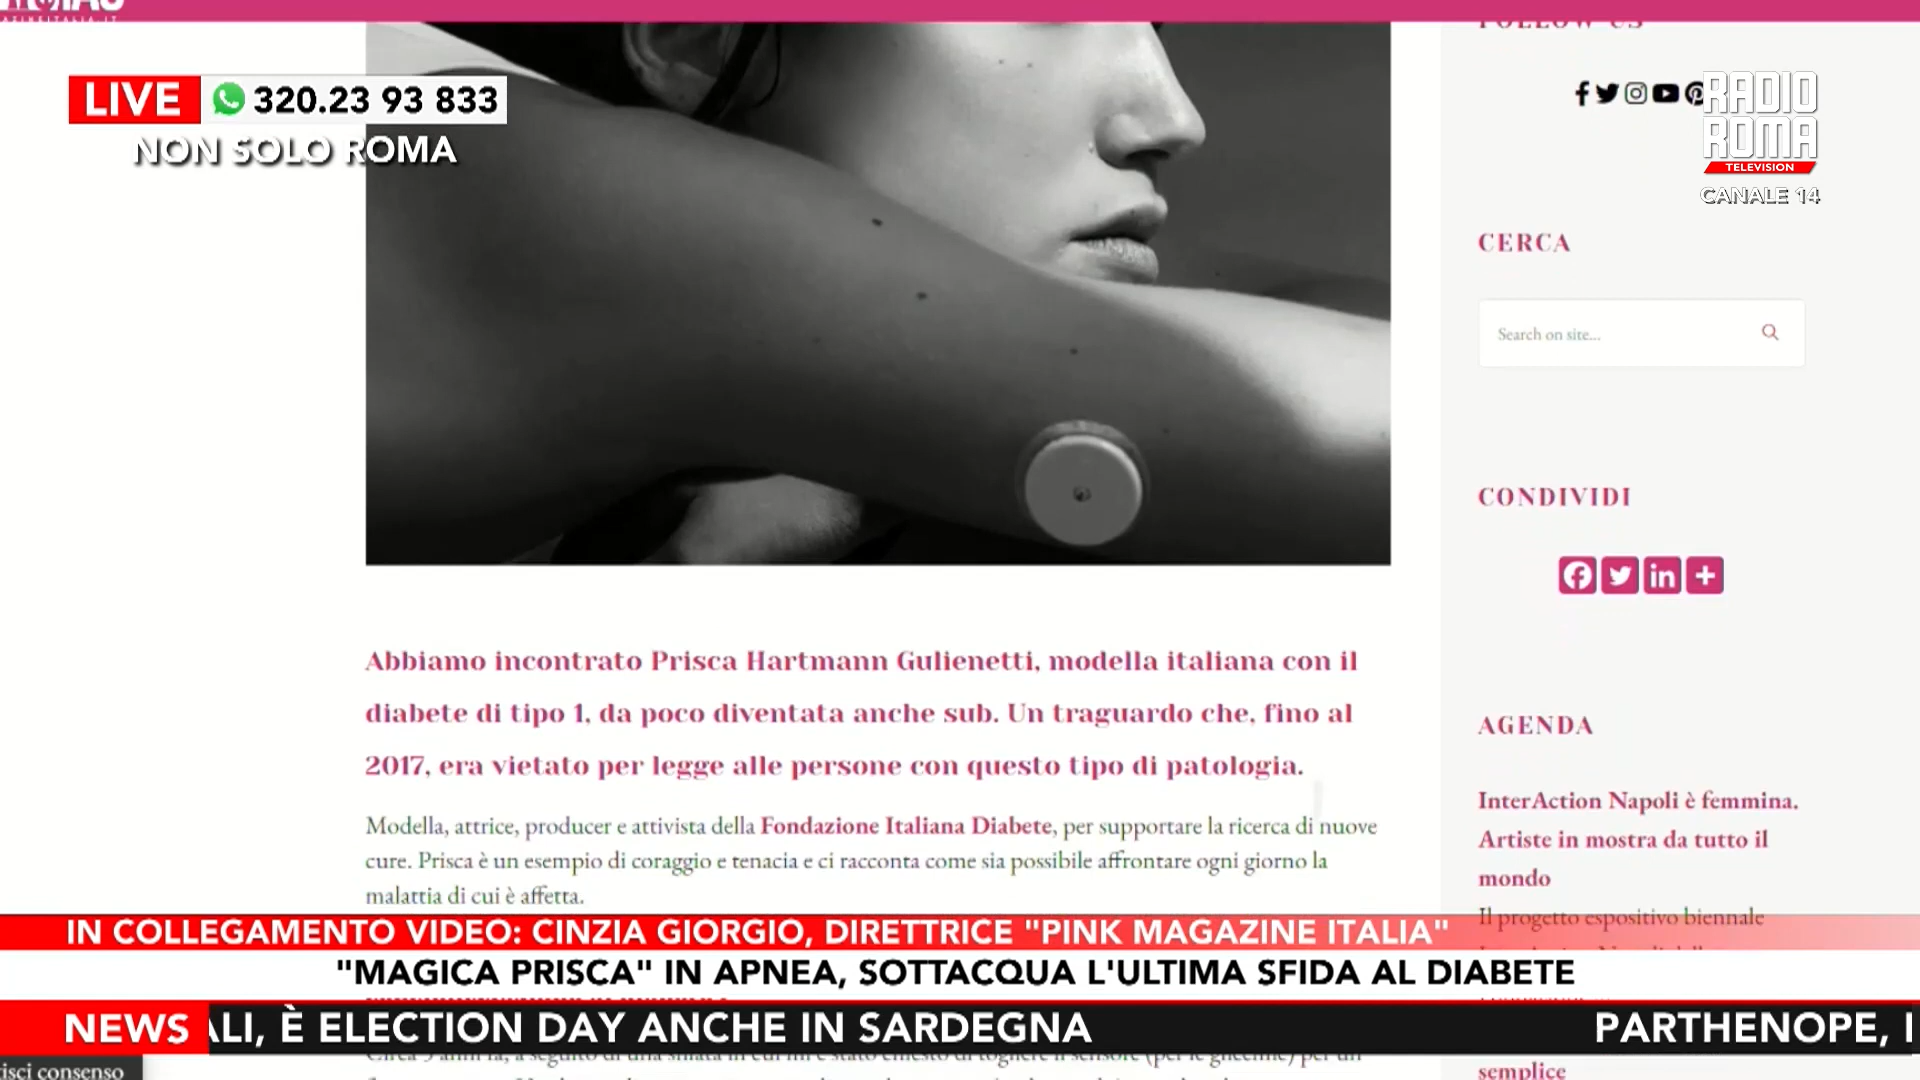 FOLLOW US
LIVE 320.23 93 833
NON SOLO ROMA
RADIO
ROMA
TELEVISION
CANALE 14
CERCA
Search on site...
CONDIVIDI
Abbiamo incontrato Prisca Hartmann Gulienetti, modella italiana con il
diabete di tipo 1, da poco diventata anche sub. Un traguardo che, fino al
2017, era vietato per legge alle persone con questo tipo di patologia.
Modella, attrice, producer e attivista della Fondazione Italiana Diabete, per supportare la ricerca di nuove
cure. Prisca è un esempio di coraggio e tenacia e ci racconta come sia possibile affrontare ogni giorno la
malattia di cui è affetta.
AGENDA
InterAction Napoli è femmina.
Artiste in mostra da tutto il
mondo
Il progetto espositivo biennale
IN COLLEGAMENTO VIDEO: CINZIA GIORGIO, DIRETTRICE "PINK MAGAZINE ITALIA"
"MAGICA PRISCA" IN APNEA, SOTTACQUA L'ULTIMA SFIDA AL DIABETE
NEWS ALI, È ELECTION DAY ANCHE IN SARDEGNA PARTHENOPE, I
consenso
semplice